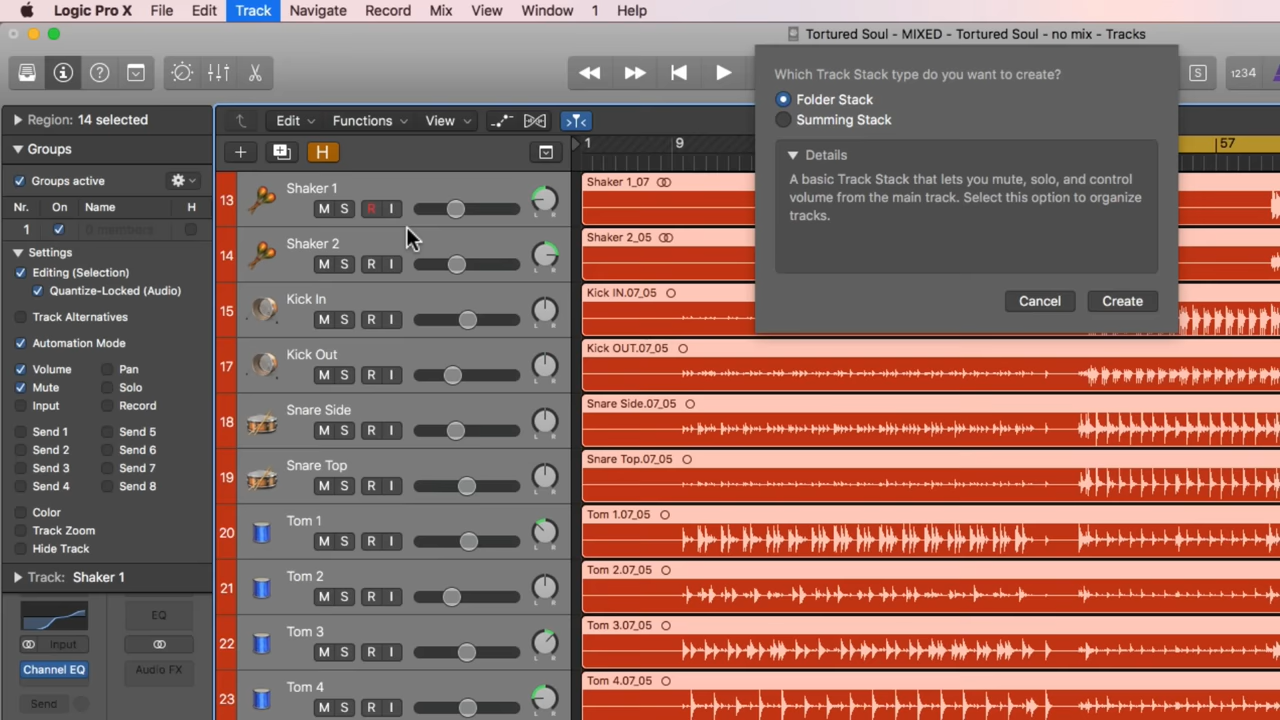 Logic Pro X File Edit Track Navigate Record Mix View Window 1 Help
Tortured Soul - MIXED - Tortured Soul - no mix - Tracks
S 1234
Region: 14 selected
Groups
Groups active
Nr. On Name H
1 0 members
Settings
Editing (Selection)
Quantize-Locked (Audio)
Track Alternatives
Automation Mode
Volume Pan
Mute Solo
Input Record
Send 1 Send 5
Send 2 Send 6
Send 3 Send 7
Send 4 Send 8
Color
Track Zoom
Hide Track
Track: Shaker 1
EQ
Input
Channel EQ Audio FX
Send
Edit Functions View
H
1 9 57
13 Shaker 1
M S R I
L R
14 Shaker 2
M S R I
L R
15 Kick In
M S R I
L R
17 Kick Out
M S R I
L R
18 Snare Side
M S R I
L R
19 Snare Top
M S R I
L R
20 Tom 1
M S R I
L R
21 Tom 2
M S R I
L R
22 Tom 3
M S R I
L R
23 Tom 4
M S R I
L R
Shaker 1_07
Shaker 2_05
Kick IN.07_05
Kick OUT.07_05
Snare Side.07_05
Snare Top.07_05
Tom 1.07_05
Tom 2.07_05
Tom 3.07_05
Tom 4.07_05
Which Track Stack type do you want to create?
Folder Stack
Summing Stack
Details
A basic Track Stack that lets you mute, solo, and control
volume from the main track. Select this option to organize
tracks.
Cancel Create